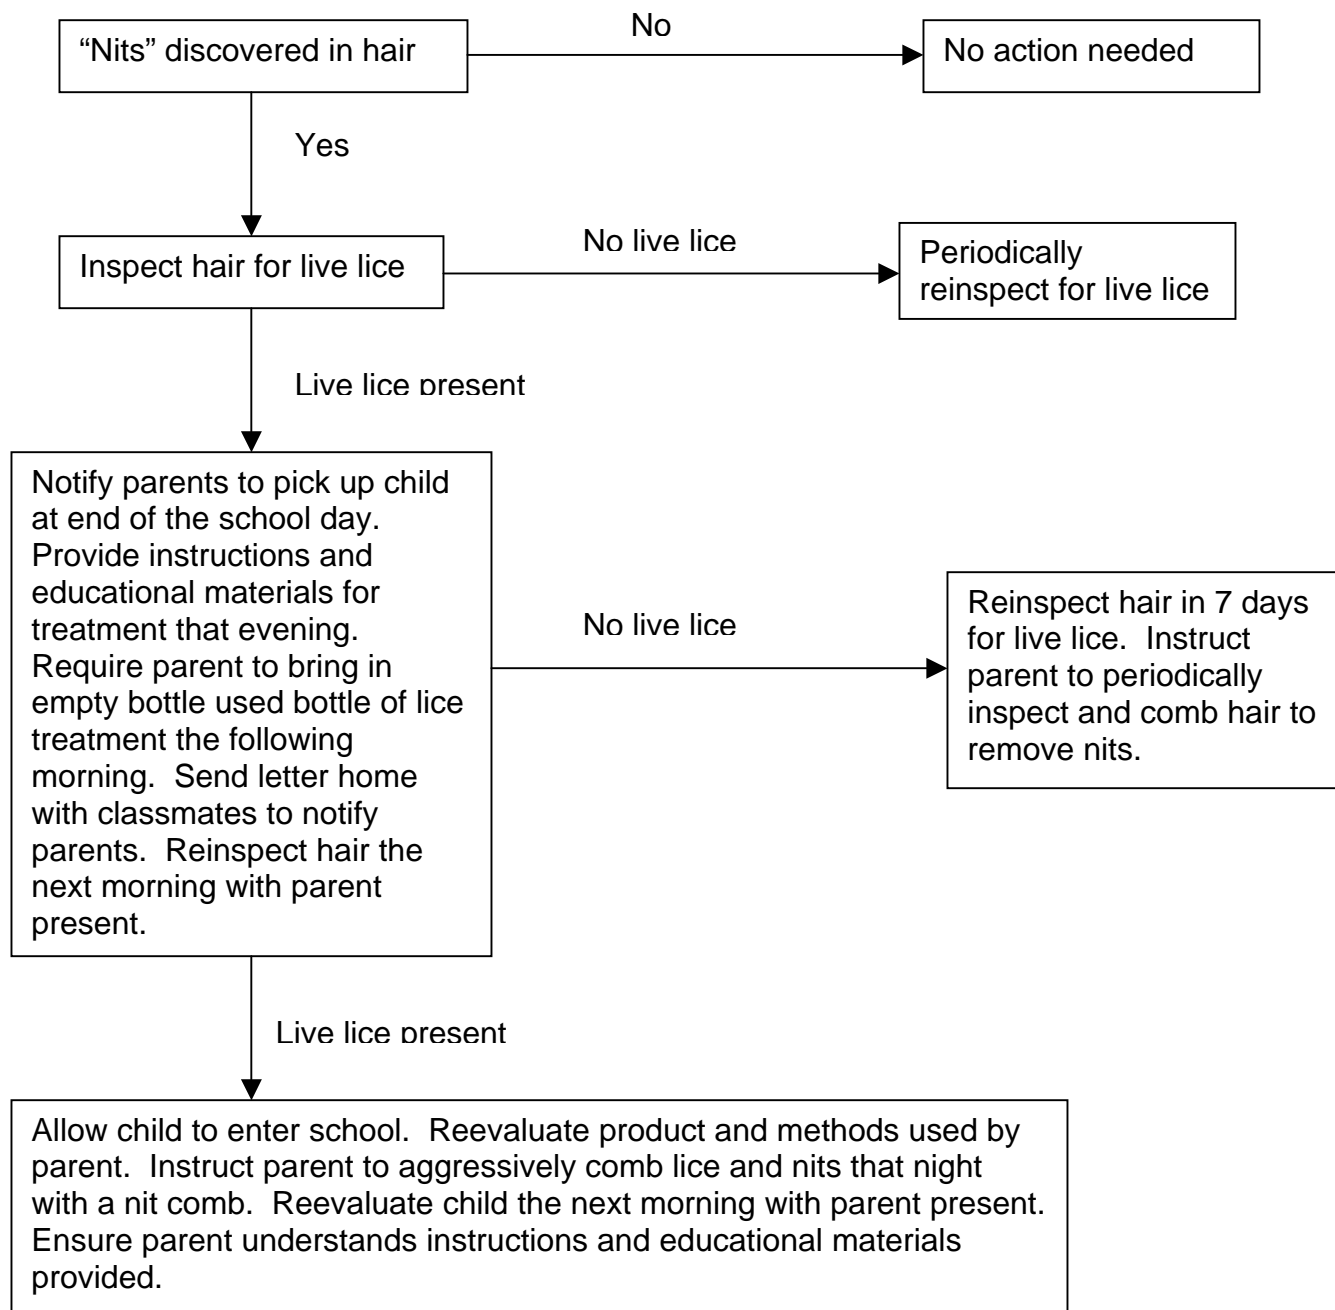 No
“Nits” discovered in hair
No action needed
Yes
Inspect hair for live lice
No live lice
Periodically
reinspect for live lice
Live lice present
Notify parents to pick up child
at end of the school day.
Provide instructions and
educational materials for
treatment that evening.
Require parent to bring in
empty bottle used bottle of lice
treatment the following
morning.  Send letter home
with classmates to notify
parents.  Reinspect hair the
next morning with parent
present.
No live lice
Reinspect hair in 7 days
for live lice.  Instruct
parent to periodically
inspect and comb hair to
remove nits.
Live lice present
Allow child to enter school.  Reevaluate product and methods used by
parent.  Instruct parent to aggressively comb lice and nits that night
with a nit comb.  Reevaluate child the next morning with parent present.
Ensure parent understands instructions and educational materials
provided.